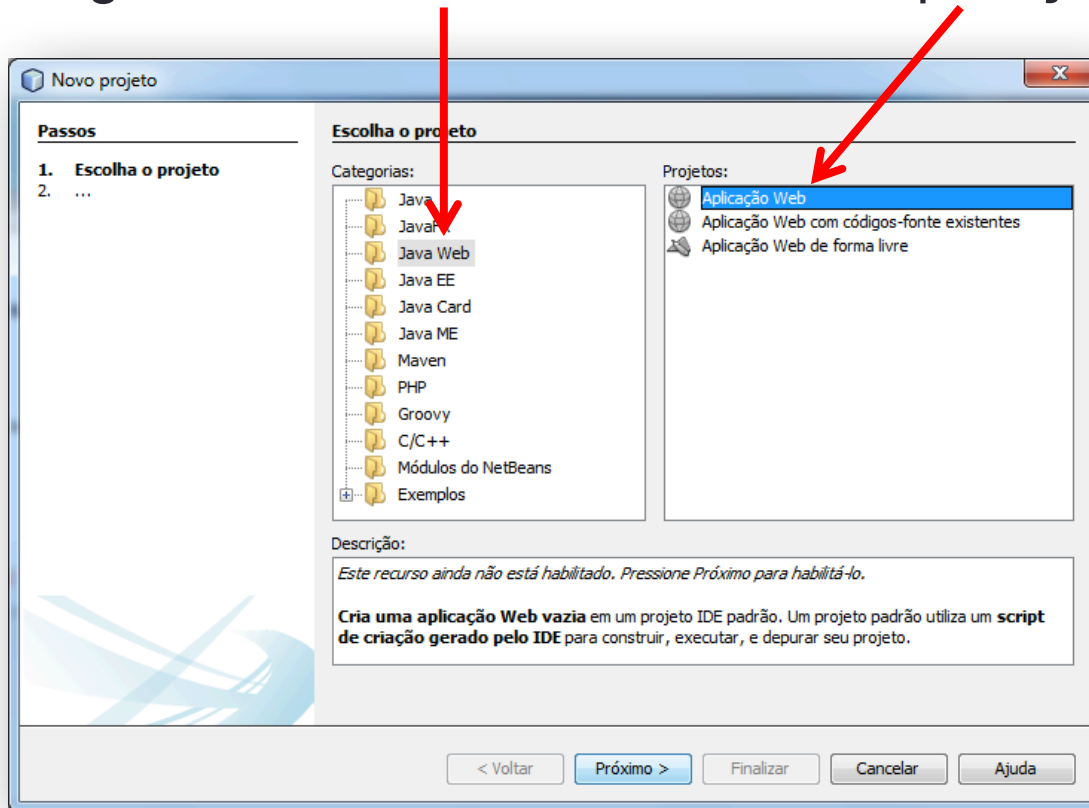 Novo projeto
Passos
1. Escolha o projeto
2. ...
Escolha o projeto
Categorias:
Java
Java Web
Java EE
Java Card
Java ME
Maven
PHP
Groovy
C/C++
Módulos do NetBeans
Exemplos
Projetos:
Aplicação Web
Aplicação Web com códigos-fonte existentes
Aplicação Web de forma livre
Descrição:
Este recurso ainda não está habilitado. Pressione Próximo para habilitá-lo.
Cria uma aplicação Web vazia em um projeto IDE padrão. Um projeto padrão utiliza um script
de criação gerado pelo IDE para construir, executar, e depurar seu projeto.
< Voltar
Próximo >
Finalizar
Cancelar
Ajuda